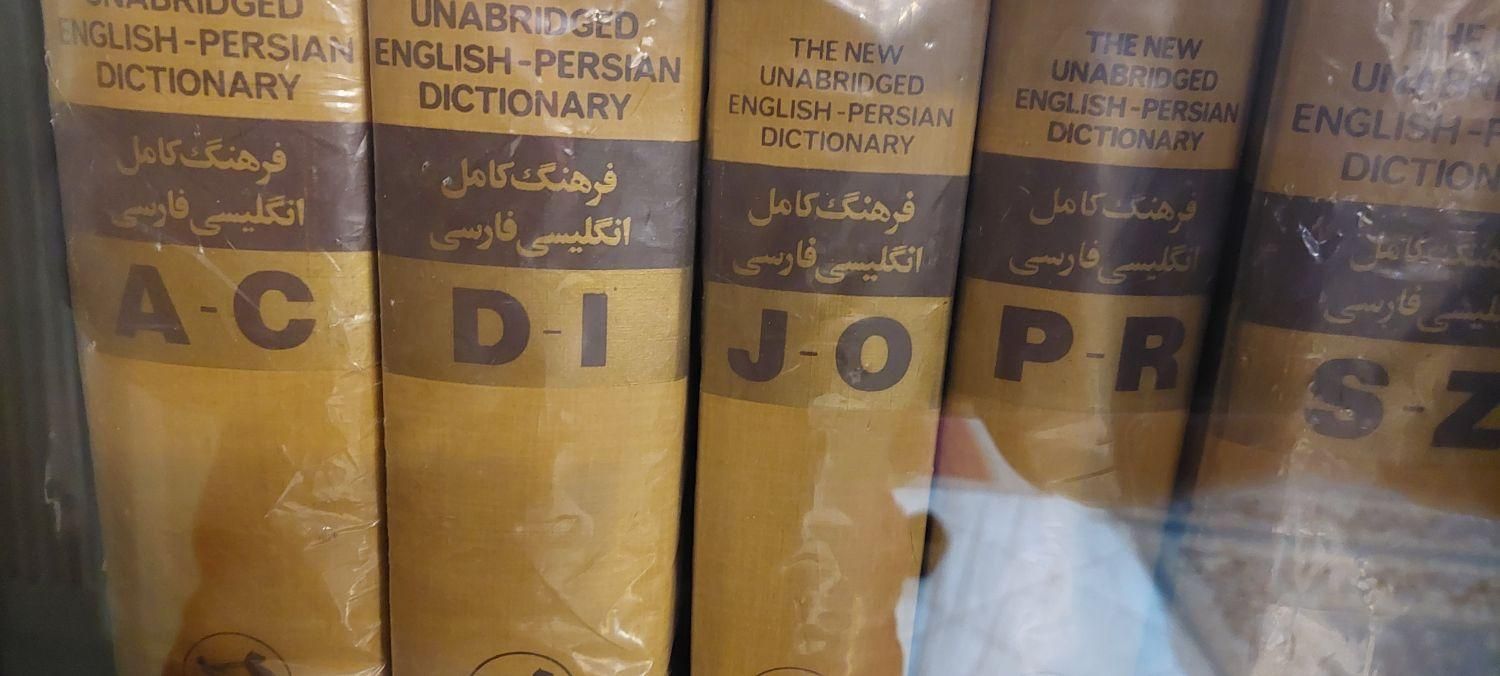 UNABRIDGED
ENGLISH-PERSIAN
DICTIONARY
فرهنگ کامل
انگلیسی فارسی
A-C
UNABRIDGED
ENGLISH-PERSIAN
DICTIONARY
فرهنگ کامل
انگلیسی فارسی
D-I
THE NEW
UNABRIDGED
ENGLISH-PERSIAN
DICTIONARY
فرهنگ کامل
انگلیسی فارسی
J-O
THE NEW
UNABRIDGED
ENGLISH-PERSIAN
DICTIONARY
فرهنگ کامل
انگلیسی فارسی
P-R
THE
ENGLISH-P
DICTION
کامل
فارسی
S-Z